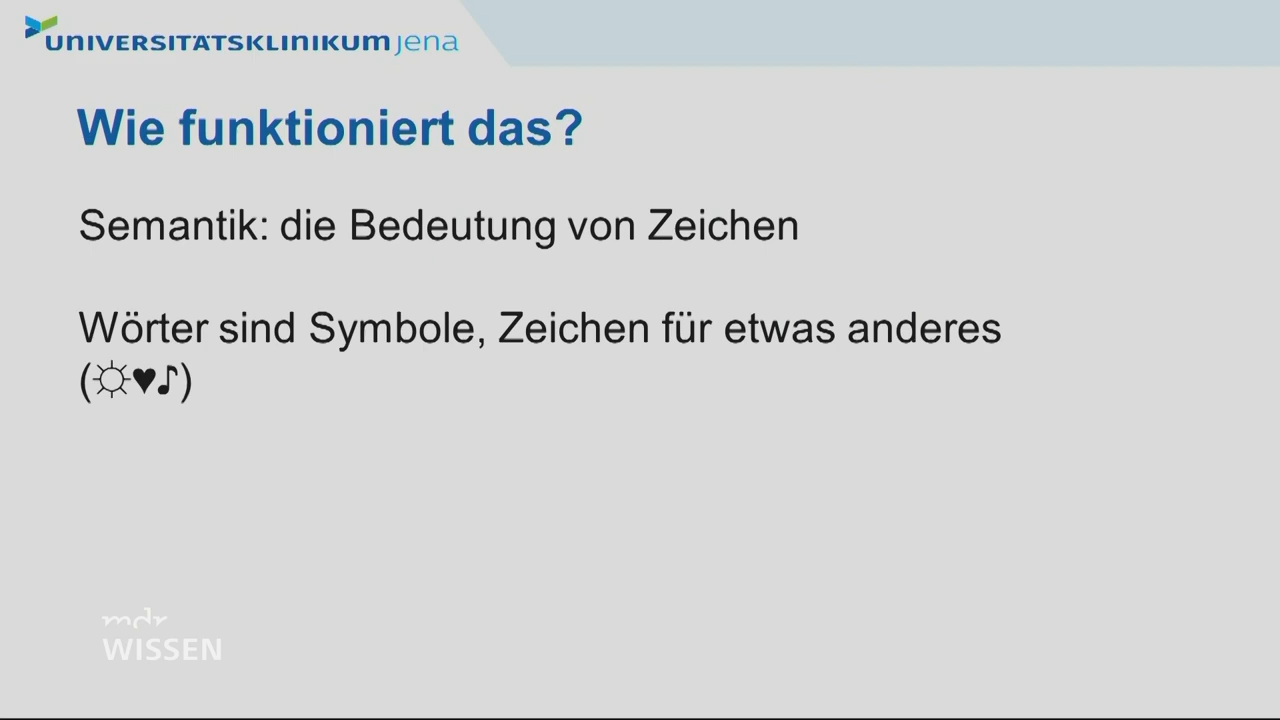 UNIVERSITÄTSKLINIKUM jena
Wie funktioniert das?
Semantik: die Bedeutung von Zeichen
Wörter sind Symbole, Zeichen für etwas anderes
(☼♥♪)
mdr
WISSEN